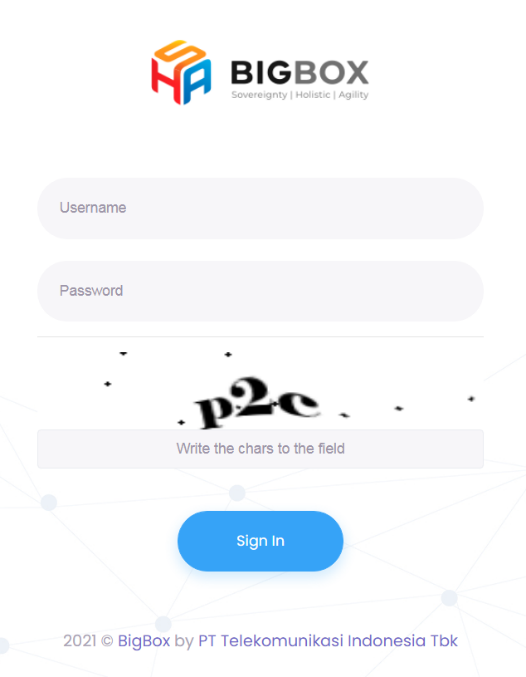 SHA
BIGBOX
Sovereignty | Holistic | Agility
Username
Password
p2c
Write the chars to the field
Sign In
2021 © BigBox by PT Telekomunikasi Indonesia Tbk